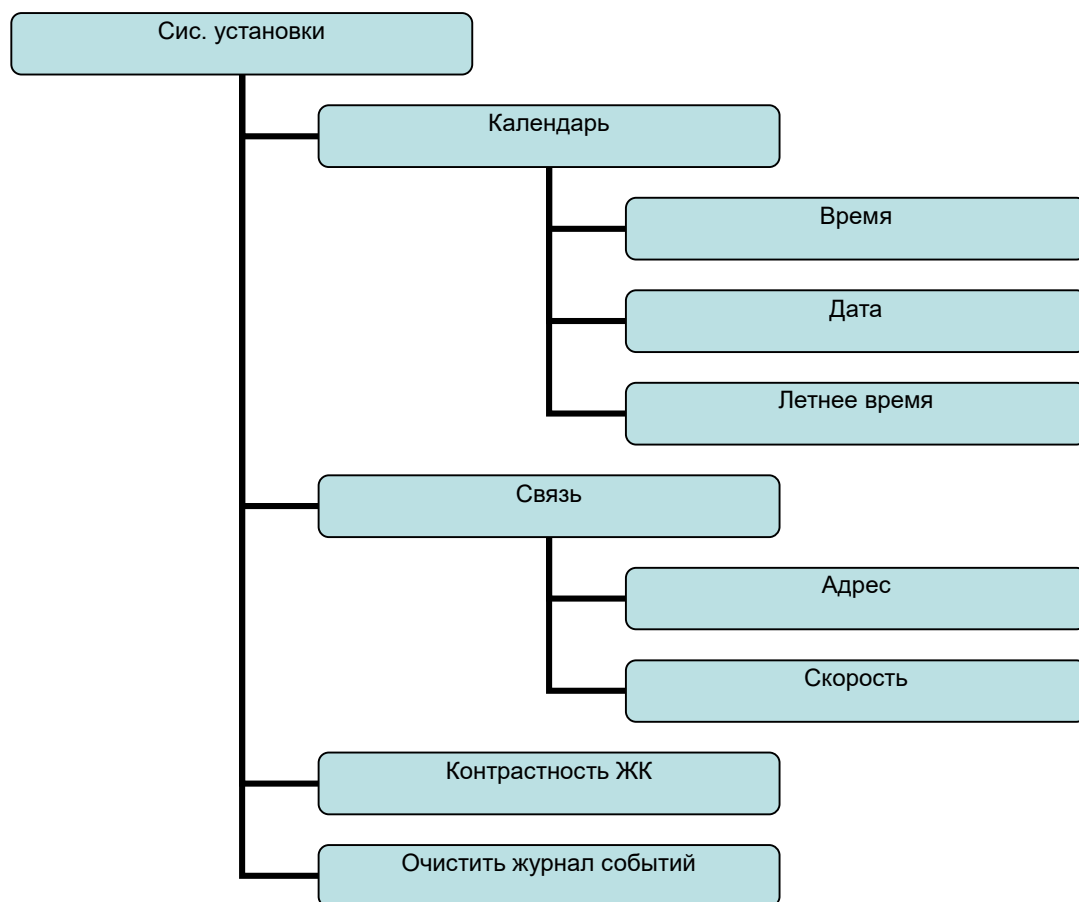 Сис. установки
Календарь
Время
Дата
Летнее время
Связь
Адрес
Скорость
Контрастность ЖК
Очистить журнал событий